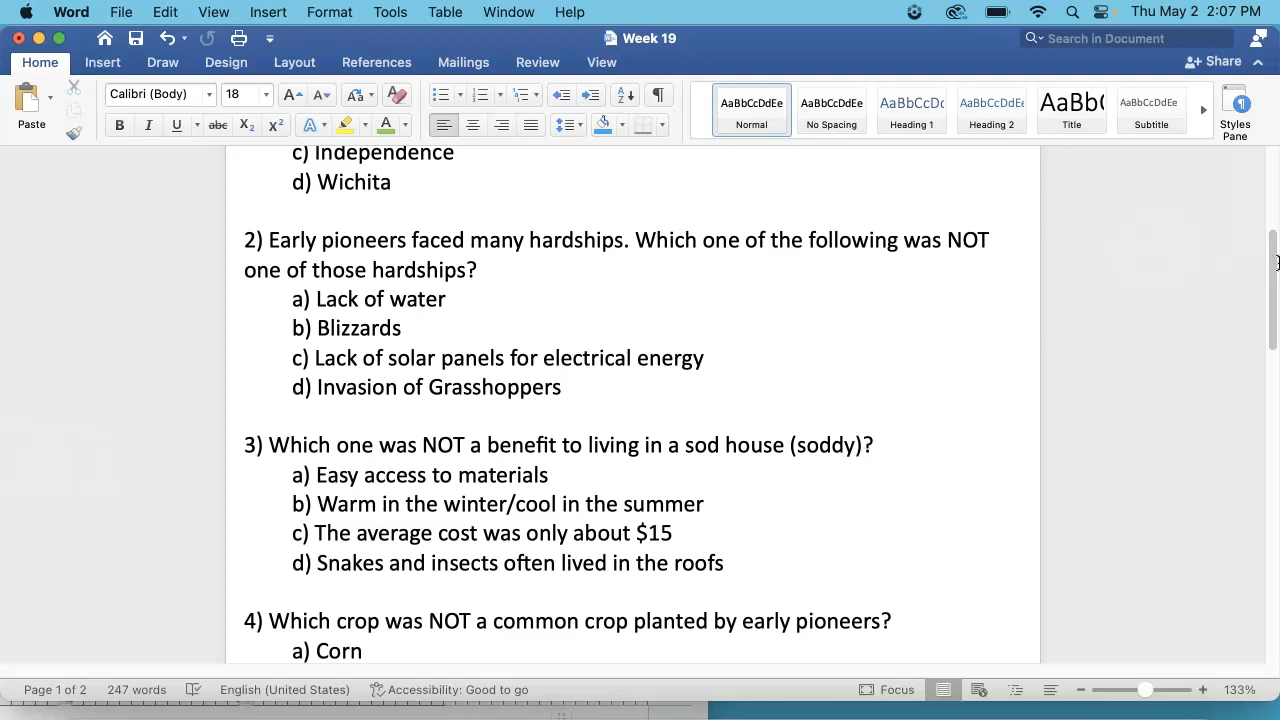 Word File Edit View Insert Format Tools Table Window Help Thu May 2 2:07 PM
Week 19 Search in Document
Home Insert Draw Design Layout References Mailings Review View Share
Calibri (Body) 18
AaBbCcDdEe AaBbCcDdEe AaBbCcDc AaBbCcDdEe AaBb( AaBbCcDdEe
Paste Normal No Spacing Heading 1 Heading 2 Title Subtitle Styles Pane
B I U abc X2 X2 A A
c) Independence
d) Wichita
2) Early pioneers faced many hardships. Which one of the following was NOT
one of those hardships?
a) Lack of water
b) Blizzards
c) Lack of solar panels for electrical energy
d) Invasion of Grasshoppers
3) Which one was NOT a benefit to living in a sod house (soddy)?
a) Easy access to materials
b) Warm in the winter/cool in the summer
c) The average cost was only about $15
d) Snakes and insects often lived in the roofs
4) Which crop was NOT a common crop planted by early pioneers?
a) Corn
Page 1 of 2 247 words English (United States) Accessibility: Good to go Focus 133%